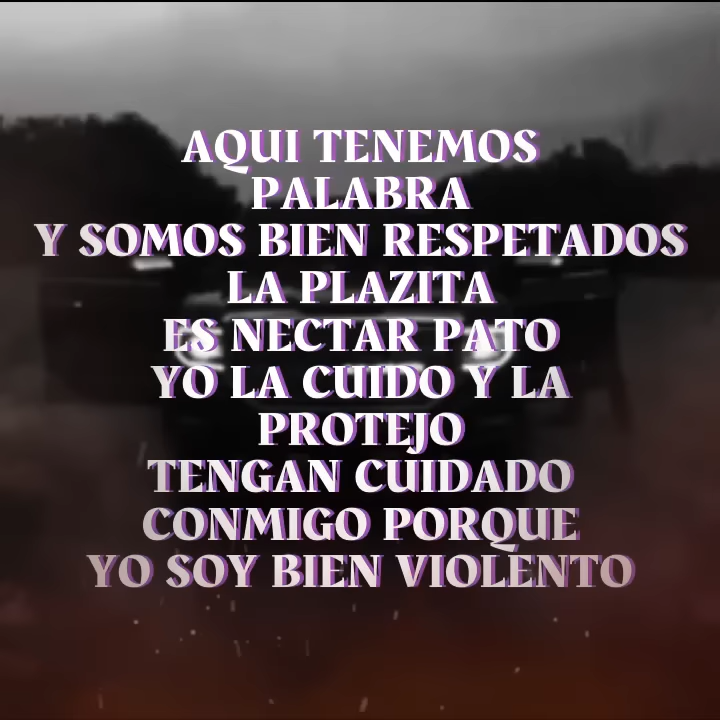 AQUI TENEMOS
PALABRA
Y SOMOS BIEN RESPETADOS
LA PLAZITA
ES NECTAR PATO
YO LA CUIDO Y LA
PROTEJO
TENGAN CUIDADO
CONMIGO PORQUE
YO SOY BIEN VIOLENTO